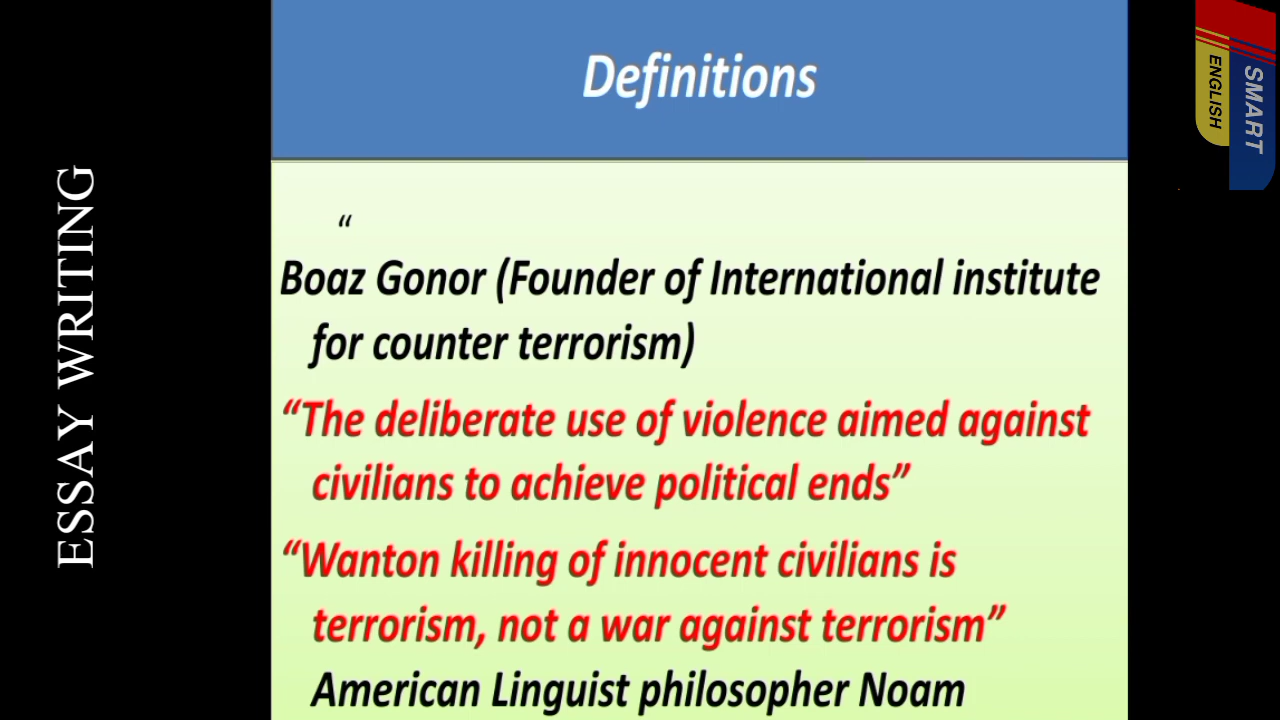 ESSAY WRITING
Definitions
SMART
ENGLISH
“
Boaz Gonor (Founder of International institute
for counter terrorism)
“The deliberate use of violence aimed against
civilians to achieve political ends”
“Wanton killing of innocent civilians is
terrorism, not a war against terrorism”
American Linguist philosopher Noam